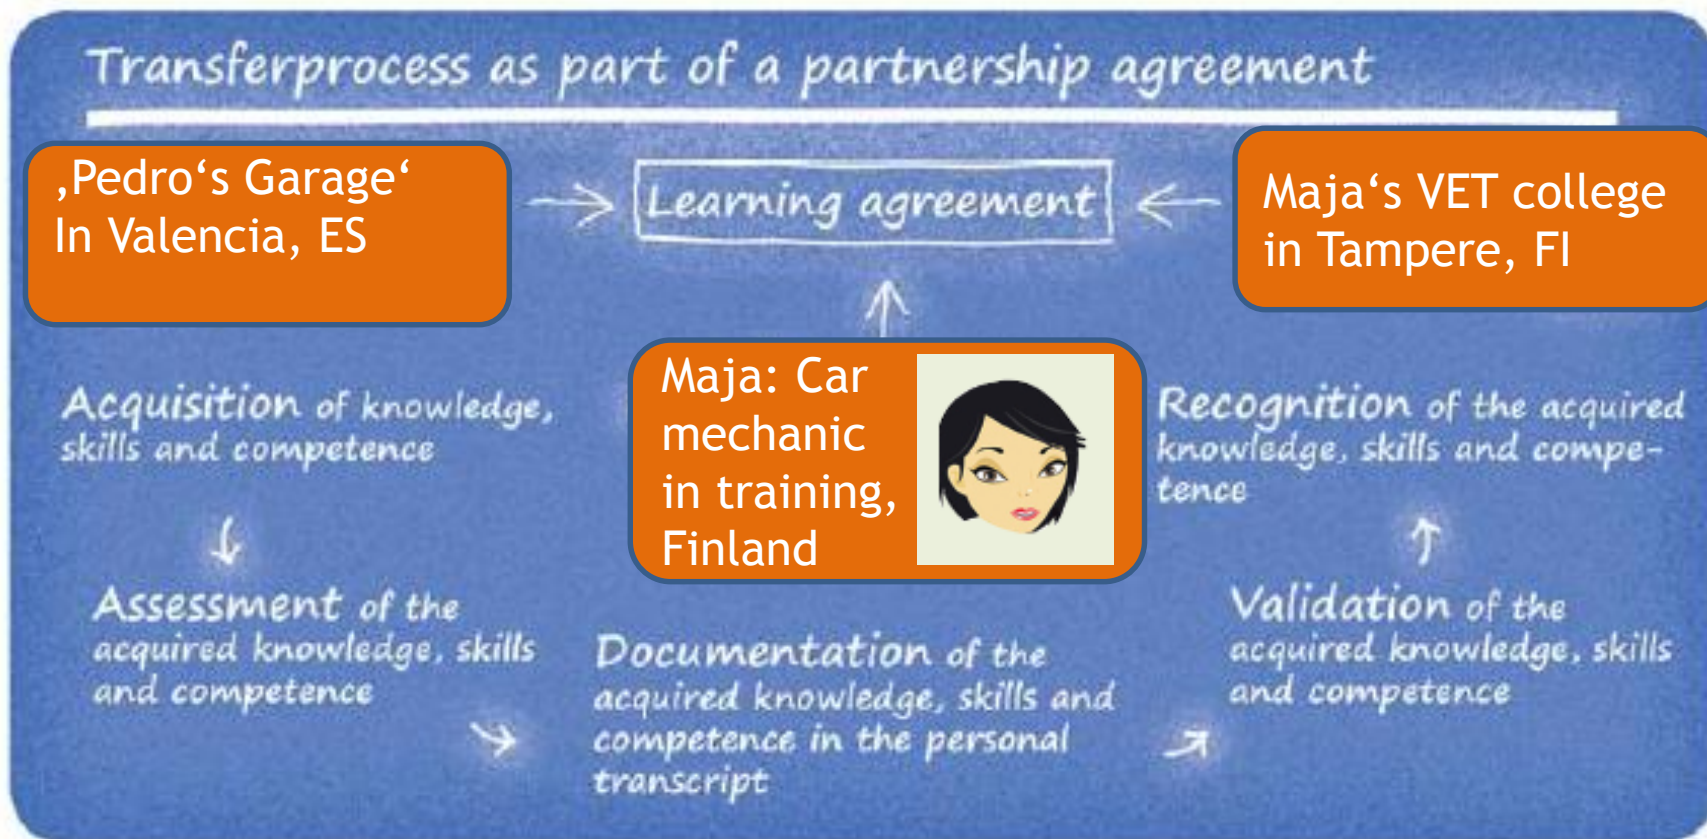 Transferprocess as part of a partnership agreement
‚Pedro‘s Garage‘
In Valencia, ES
Learning agreement
Maja‘s VET college
in Tampere, FI
Maja: Car
mechanic
in training,
Finland
Acquisition of knowledge,
skills and competence
Assessment of the
acquired knowledge, skills
and competence
Documentation of the
acquired knowledge, skills and
competence in the personal
transcript
Validation of the
acquired knowledge, skills
and competence
Recognition of the acquired
knowledge, skills and compe-
tence